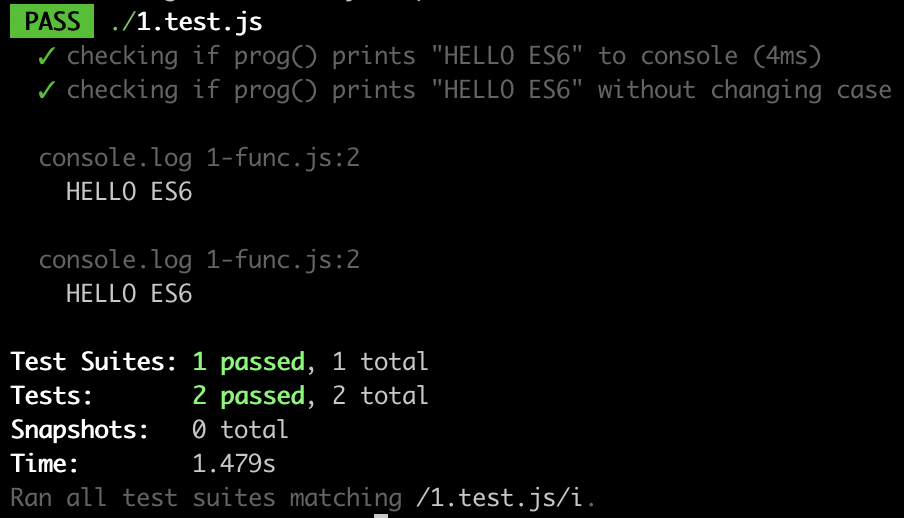 PASS ./1.test.js
✓ checking if prog() prints "HELLO ES6" to console (4ms)
✓ checking if prog() prints "HELLO ES6" without changing case
console.log 1-func.js:2
HELLO ES6
console.log 1-func.js:2
HELLO ES6
Test Suites: 1 passed, 1 total
Tests: 2 passed, 2 total
Snapshots: 0 total
Time: 1.479s
Ran all test suites matching /1.test.js/i.